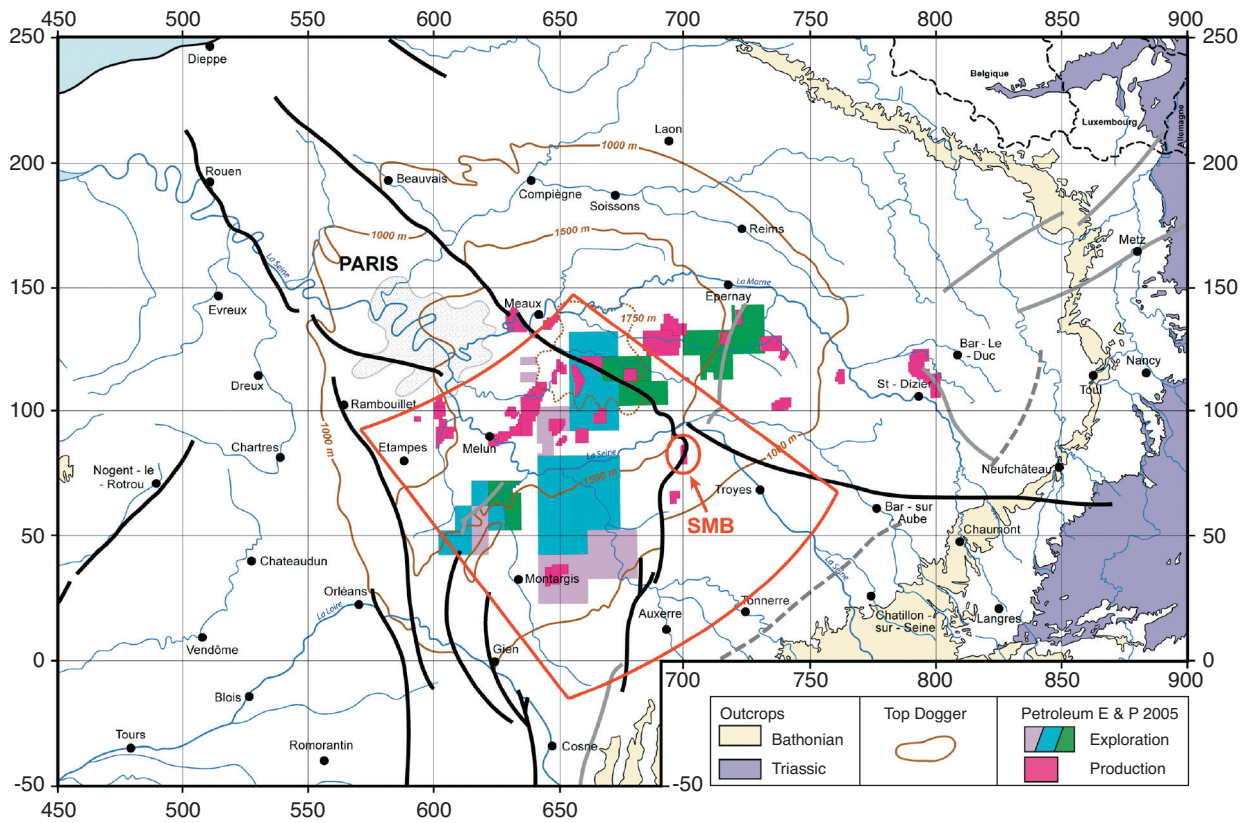 450 500 550 600 650 700 750 800 850 900
250 250
Dieppe
Belgique
Luxembourg
Allemagne
Laon
1000 m
200 200
Rouen
Beauvais
Compiègne
Soissons
Reims
1000 m
1500 m
Metz
PARIS
La Seine
150 150
Evreux
Meaux
La Marne
Epernay
1750 m
Bar - Le
- Duc
Nancy
Dreux
St - Dizier
Toul
100 100
Rambouillet
Chartres
1000 m
Etampes
Melun
La Seine
1000 m
Nogent - le
- Rotrou
1500 m
Neufchâteau
Troyes
SMB
Bar - sur
Aube
50 50
Chaumont
Chateaudun
Montargis
La Seine
Orléans
La Loire
Auxerre
Tonnerre
Chatillon -
sur - Seine
Langres
Vendôme
0 0
Gien
700 750 800 850 900
Blois
Tours
Romorantin
Cosne
-50 -50
450 500 550 600 650
Outcrops
Bathonian
Triassic
Top Dogger
Petroleum E & P 2005
Exploration
Production